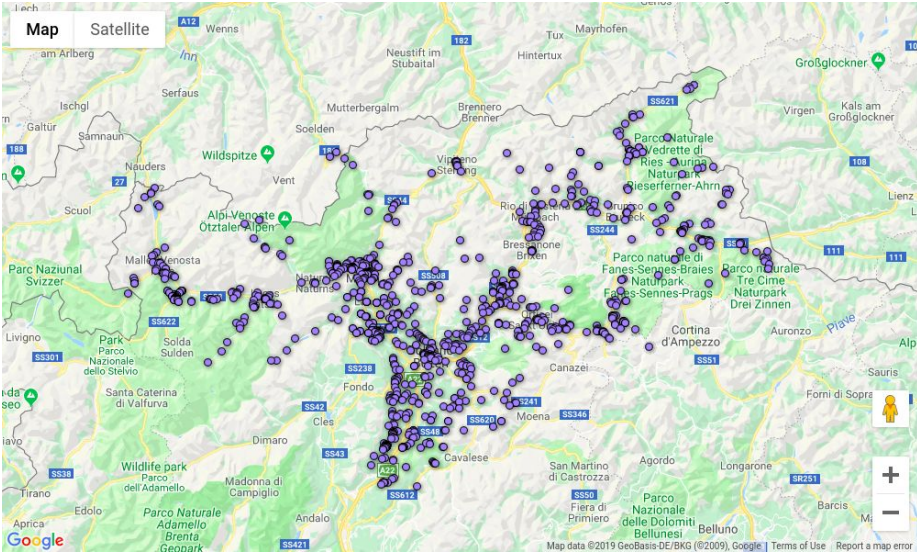 Map
Satellite
Lech
am Arlberg
A12
Wenns
Inn
182
Tux
Mayrhofen
Hintertux
Neustift im
Stubaital
Großglockner
Serfaus
Ischgl
Galtür
Samnaun
Mutterbergalm
Brennero
Brenner
SS621
Virgen
Kals am
Großglockner
Soelden
188
Nauders
Wildspitze
Vent
27
Scuol
108
Lienz
Alpi Venoste
Ötztaler Alpen
Parco Naturale
Vedrette di
Naturpark
Rieserferner-Ahrn
SS244
Bressanone
Brixen
111
111
Parc Naziunal
Svizzer
Parco naturale di
Fanes-Sennes-Braies
Naturpark
Fanes-Sennes-Prags
Parco naturale
Tre Cime
Naturpark
Drei Zinnen
SS622
Livigno
SS301
Park
Parco
Nazionale
dello Stelvio
Solda
Sulden
Cortina
d'Ampezzo
Auronzo
Piave
SS51
Sauris
SS238
Canazei
Fondo
Santa Caterina
di Valfurva
SS42
Cles
SS241
SS620
Moena
SS346
Forni di Sopra
SS48
SS43
Dimaro
Cavalese
Agordo
Longarone
SS38
Wildlife park
Parco
dell'Adamello
Madonna di
Campiglio
A22
SS612
San Martino
di Castrozza
SS50
Fiera di
Primiero
SR251
Tirano
Aprica
Edolo
Parco Naturale
Adamello
Brenta
Geopark
Andalo
SS421
Parco
Nazionale
delle Dolomiti
Bellunesi
Belluno
Barcis
Google
Map data ©2019 GeoBasis-DE/BKG (©2009), Google
Terms of Use
Report a map error